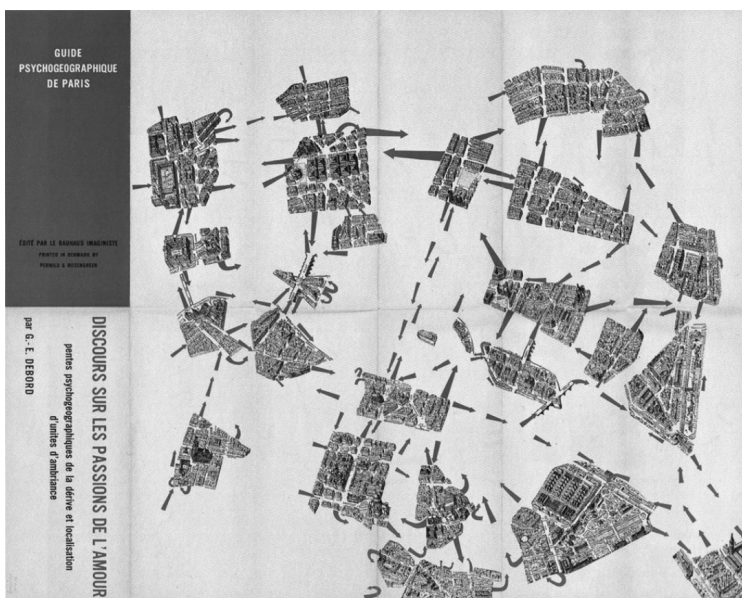 GUIDE
PSYCHOGEOGRAPHIQUE
DE PARIS
ÉDITÉ PAR LE BAUHAUS IMAGINISTE
PRINTED IN DENMARK BY
PERMILD & ROSENGREEN
DISCOURS SUR LES PASSIONS DE L'AMOUR
pentes psychogeographiques de la dérive et localisation
d'unites d'ambiance
par G.-E. DEBORD